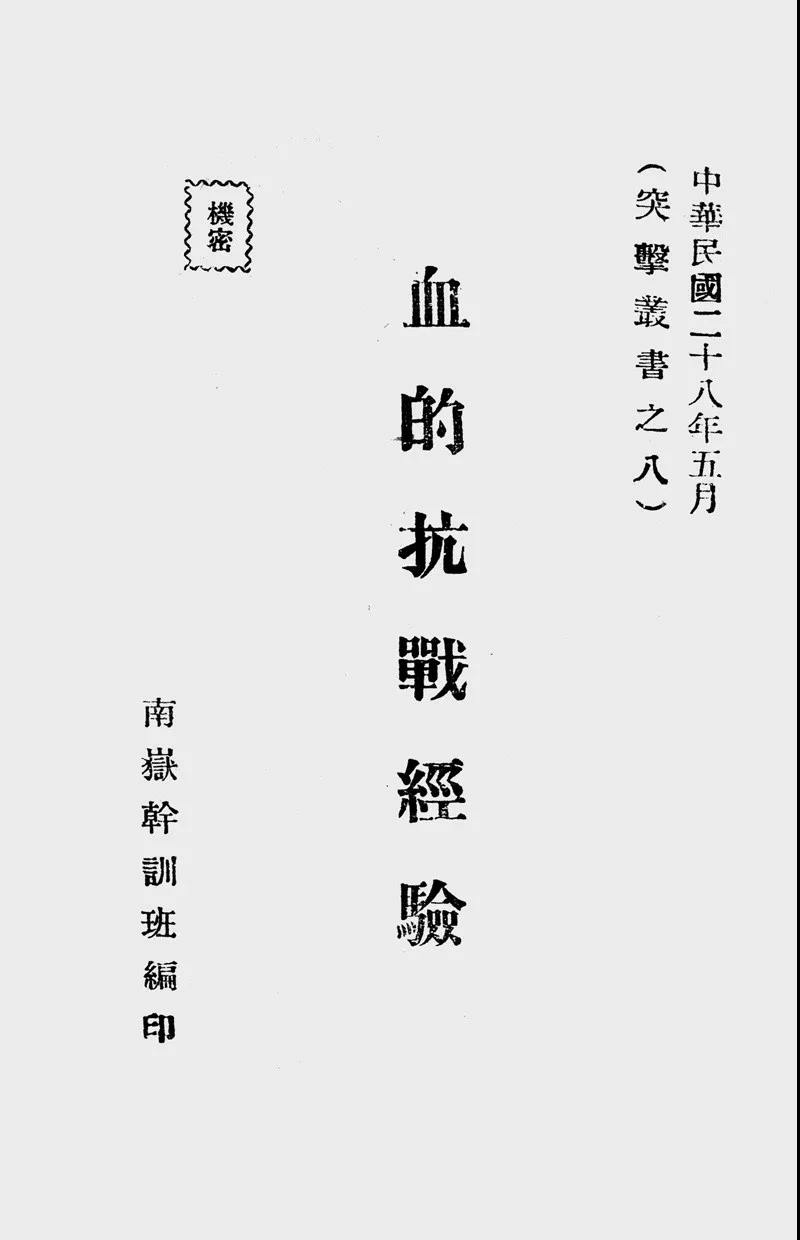 中華民國二十八年五月
（突擊叢書之八）
血的抗戰經驗
機密
南嶽幹訓班編印